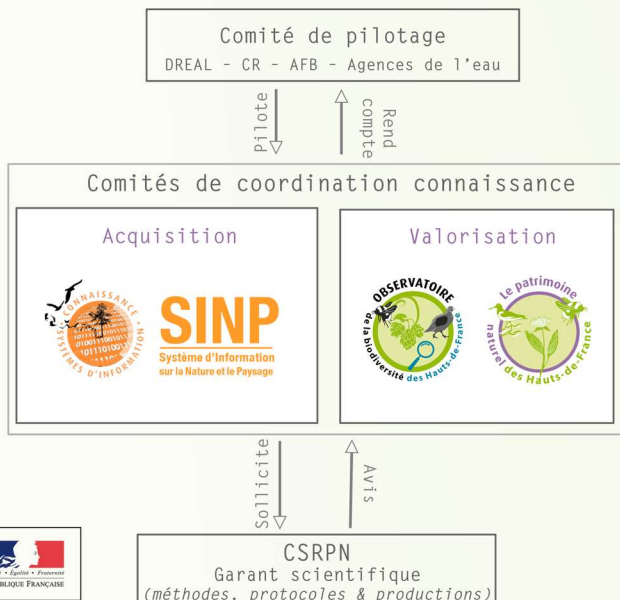 Comité de pilotage
DREAL - CR - AFB - Agences de l'eau
Pilote
Rend
compte
Comités de coordination connaissance
Acquisition
CONNAISSANCE
SYSTÈMES D'INFORMATION
SINP
Système d'Information
sur la Nature et le Paysage
Valorisation
OBSERVATOIRE
de la biodiversité des Hauts-de-France
Le patrimoine
naturel des Hauts-de-France
Sollicite
Avis
• Égalité • Fraternité
RÉPUBLIQUE FRANÇAISE
CSRPN
Garant scientifique
(méthodes, protocoles & productions)